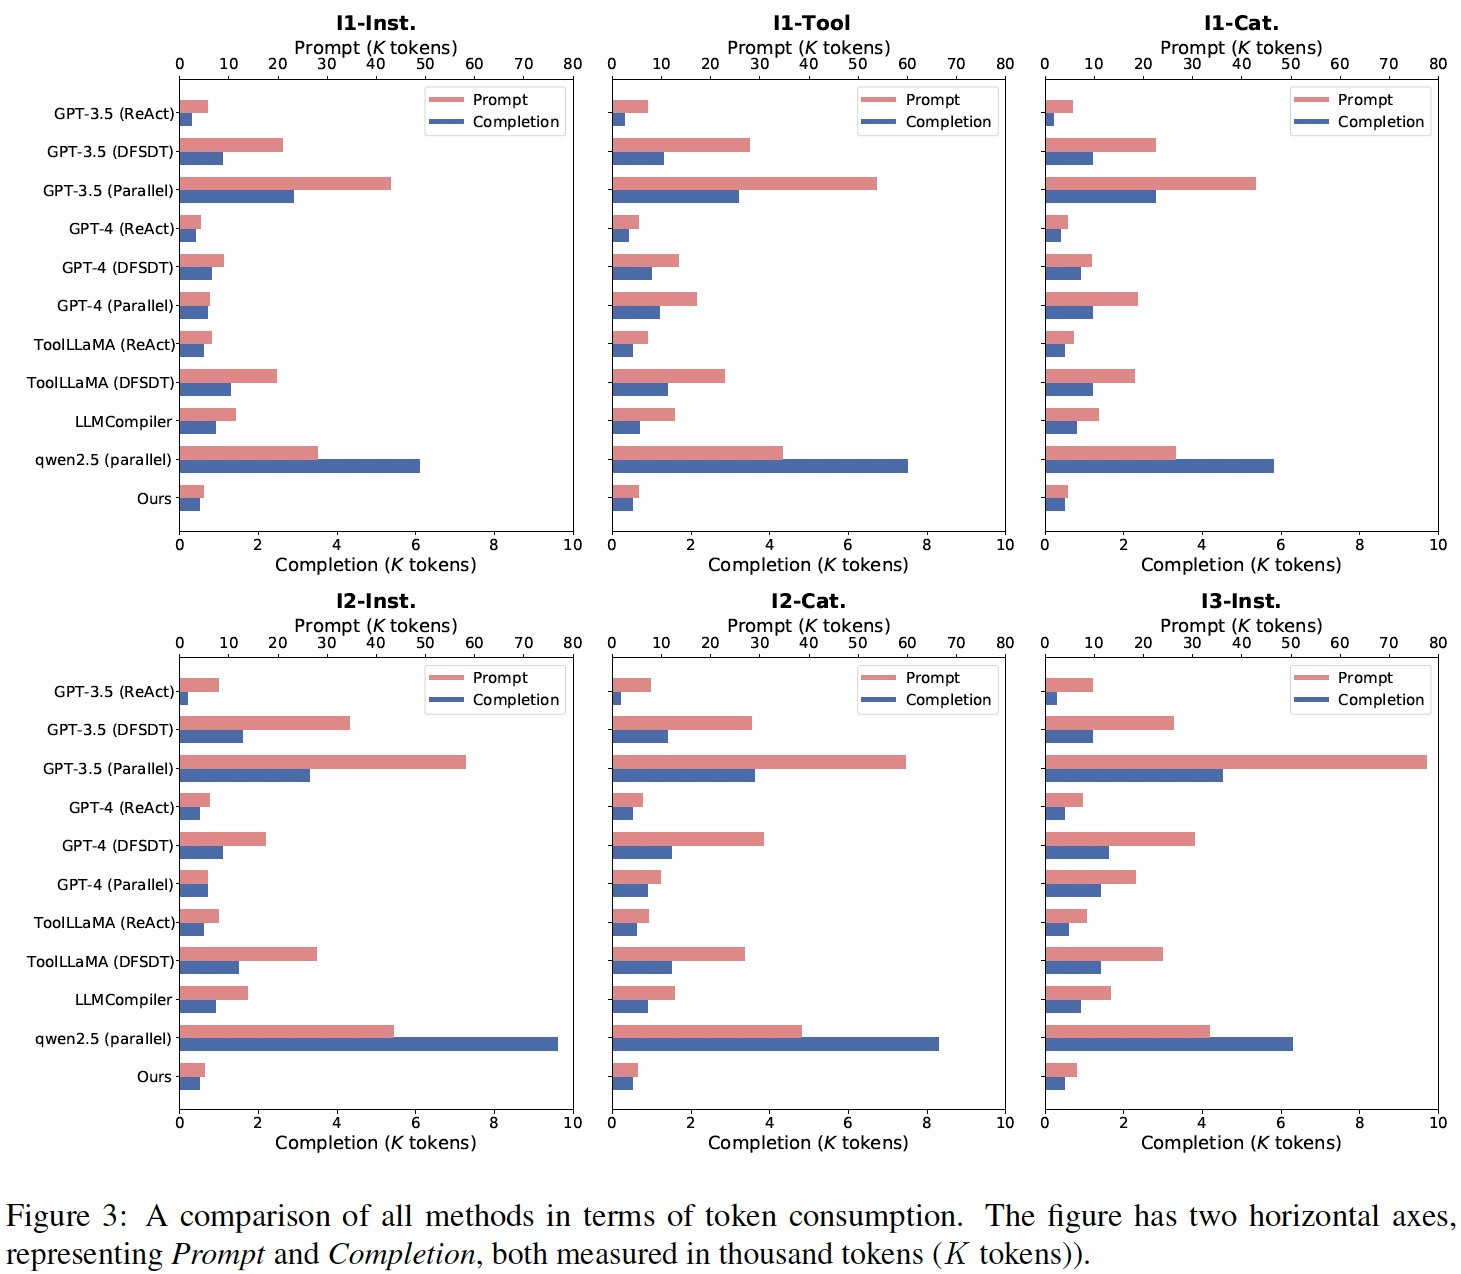 I1-Inst.
Prompt (K tokens)
0 10 20 30 40 50 60 70 80
Prompt
Completion
GPT-3.5 (ReAct)
GPT-3.5 (DFSDT)
GPT-3.5 (Parallel)
GPT-4 (ReAct)
GPT-4 (DFSDT)
GPT-4 (Parallel)
ToolLLaMA (ReAct)
ToolLLaMA (DFSDT)
LLMCompiler
qwen2.5 (parallel)
Ours
0 2 4 6 8 10
Completion (K tokens)
I1-Tool
Prompt (K tokens)
0 10 20 30 40 50 60 70 80
Prompt
Completion
0 2 4 6 8 10
Completion (K tokens)
I1-Cat.
Prompt (K tokens)
0 10 20 30 40 50 60 70 80
Prompt
Completion
0 2 4 6 8 10
Completion (K tokens)
I2-Inst.
Prompt (K tokens)
0 10 20 30 40 50 60 70 80
Prompt
Completion
GPT-3.5 (ReAct)
GPT-3.5 (DFSDT)
GPT-3.5 (Parallel)
GPT-4 (ReAct)
GPT-4 (DFSDT)
GPT-4 (Parallel)
ToolLLaMA (ReAct)
ToolLLaMA (DFSDT)
LLMCompiler
qwen2.5 (parallel)
Ours
0 2 4 6 8 10
Completion (K tokens)
I2-Cat.
Prompt (K tokens)
0 10 20 30 40 50 60 70 80
Prompt
Completion
0 2 4 6 8 10
Completion (K tokens)
I3-Inst.
Prompt (K tokens)
0 10 20 30 40 50 60 70 80
Prompt
Completion
0 2 4 6 8 10
Completion (K tokens)
Figure 3: A comparison of all methods in terms of token consumption. The figure has two horizontal axes,
representing Prompt and Completion, both measured in thousand tokens (K tokens)).